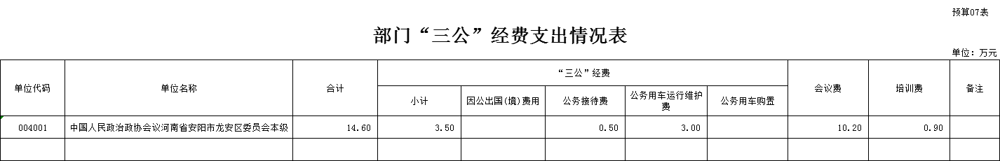 预算07表
部门“三公”经费支出情况表
单位：万元
单位代码 单位名称 合计 “三公”经费 会议费 培训费 备注
小计 因公出国(境)费用 公务接待费 公务用车运行维护费 公务用车购置
004001 中国人民政治政协会议河南省安阳市龙安区委员会本级 14.60 3.50 0.50 3.00 10.20 0.90